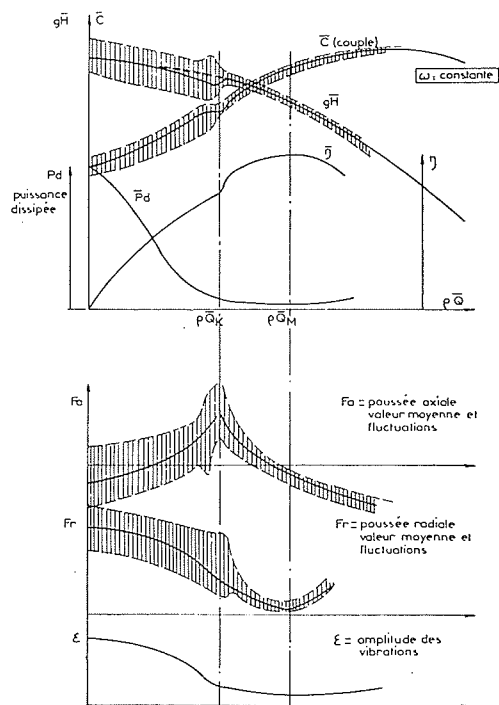 gH̅ C̅
C̅ (couple)
ω: constante
gH̅
Pd
puissance
dissipée
P̅d
η̅
η
ρQ̅
ρQ̅K
ρQ̅M
Fa
Fa = poussée axiale
valeur moyenne et
fluctuations
Fr
Fr = poussée radiale
valeur moyenne et
fluctuations
ε
ε = amplitude des
vibrations